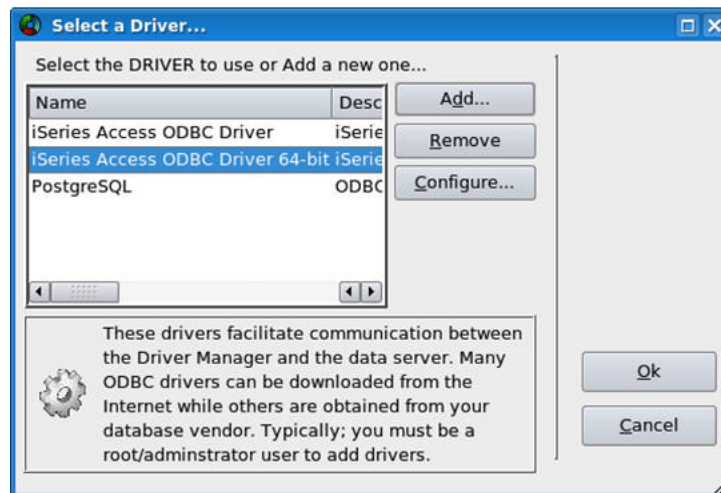 Select a Driver...
Select the DRIVER to use or Add a new one...
Name Desc
iSeries Access ODBC Driver iSerie
iSeries Access ODBC Driver 64-bit iSerie
PostgreSQL ODBC
Add...
Remove
Configure...
These drivers facilitate communication between
the Driver Manager and the data server. Many
ODBC drivers can be downloaded from the
Internet while others are obtained from your
database vendor. Typically; you must be a
root/adminstrator user to add drivers.
Ok
Cancel